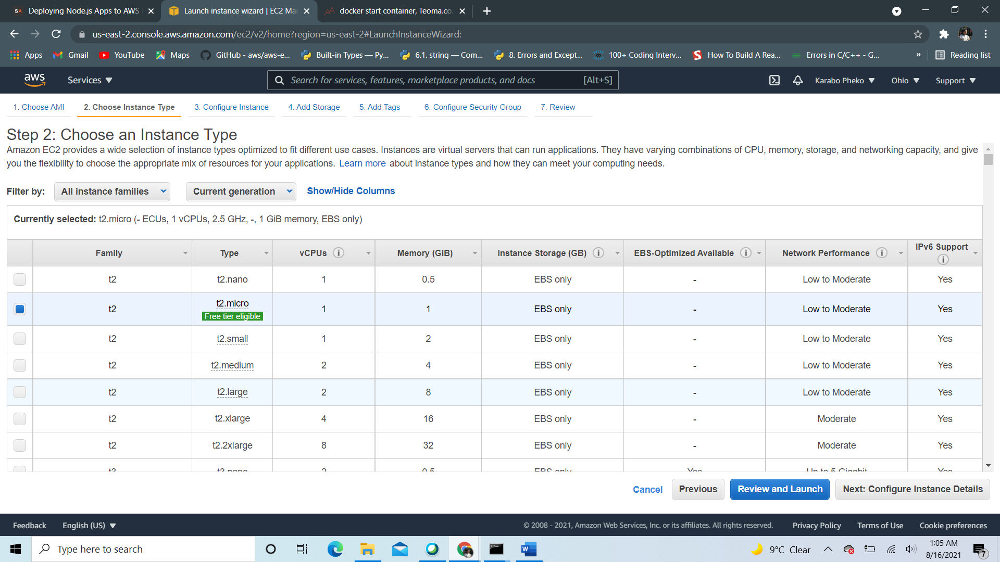 Deploying Node.js Apps to AWS
Launch instance wizard | EC2 Ma
docker start container, Teoma.co
us-east-2.console.aws.amazon.com/ec2/v2/home?region=us-east-2#LaunchInstanceWizard:
Apps
Gmail
YouTube
Maps
GitHub - aws/aws-e...
Built-in Types — Py...
6.1. string — Com...
8. Errors and Except...
100+ Coding Interv...
How To Build A Rea...
Errors in C/C++ - G...
»
Reading list
aws
Services
Search for services, features, marketplace products, and docs
[Alt+S]
Karabo Pheko
Ohio
Support
1. Choose AMI
2. Choose Instance Type
3. Configure Instance
4. Add Storage
5. Add Tags
6. Configure Security Group
7. Review
Step 2: Choose an Instance Type
Amazon EC2 provides a wide selection of instance types optimized to fit different use cases. Instances are virtual servers that can run applications. They have varying combinations of CPU, memory, storage, and networking capacity, and give
you the flexibility to choose the appropriate mix of resources for your applications. Learn more about instance types and how they can meet your computing needs.
Filter by:
All instance families
Current generation
Show/Hide Columns
Currently selected: t2.micro (- ECUs, 1 vCPUs, 2.5 GHz, -, 1 GiB memory, EBS only)
Family Type vCPUs Memory (GiB) Instance Storage (GB) EBS-Optimized Available Network Performance IPv6 Support
t2 t2.nano 1 0.5 EBS only - Low to Moderate Yes
t2 t2.micro 1 1 EBS only - Low to Moderate Yes
Free tier eligible
t2 t2.small 1 2 EBS only - Low to Moderate Yes
t2 t2.medium 2 4 EBS only - Low to Moderate Yes
t2 t2.large 2 8 EBS only - Low to Moderate Yes
t2 t2.xlarge 4 16 EBS only - Moderate Yes
t2 t2.2xlarge 8 32 EBS only - Moderate Yes
t3 t3.nano 2 0.5 EBS only Yes Up to 5 Gigabit Yes
Cancel
Previous
Review and Launch
Next: Configure Instance Details
Feedback
English (US)
© 2008 - 2021, Amazon Web Services, Inc. or its affiliates. All rights reserved.
Privacy Policy
Terms of Use
Cookie preferences
Type here to search
9°C Clear
1:05 AM
8/16/2021
7